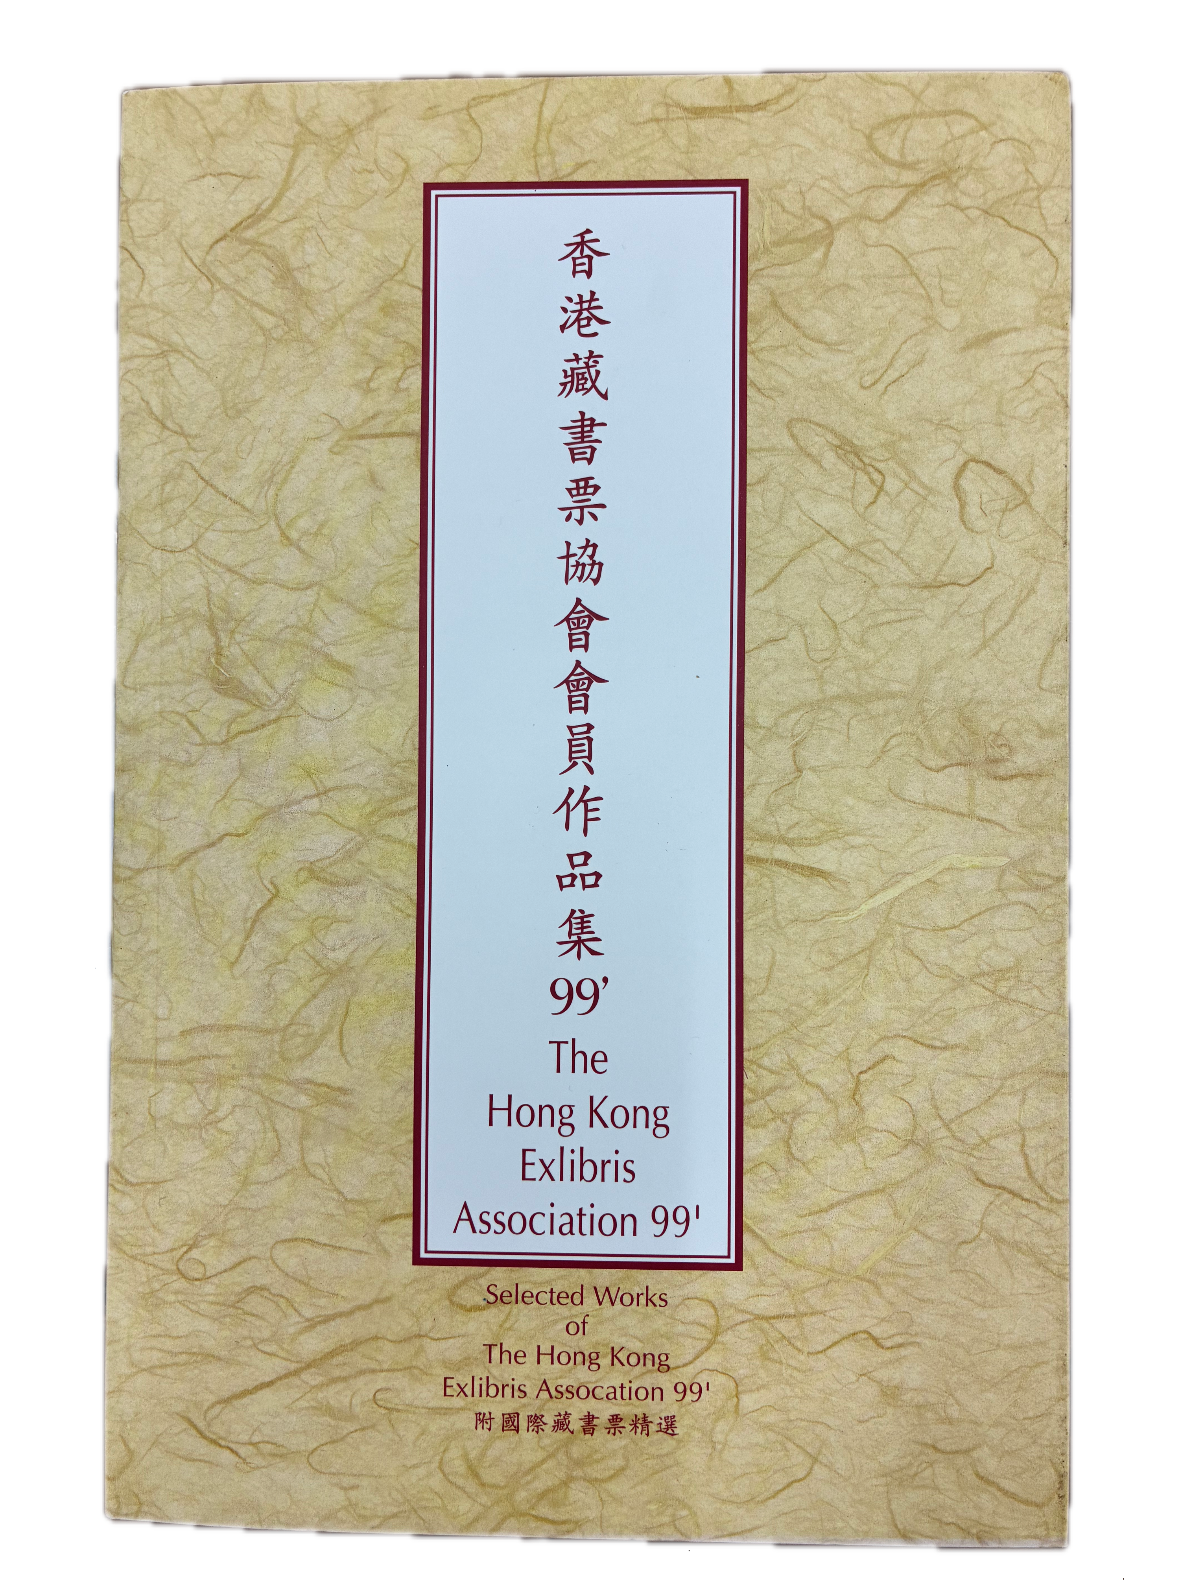 香港藏書票協會會員作品集
99’
The
Hong Kong
Exlibris
Association 99'
Selected Works
of
The Hong Kong
Exlibris Assocation 99'
附國際藏書票精選